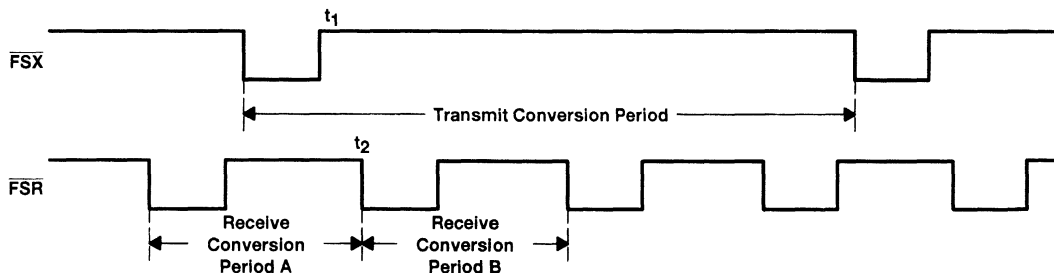 t1
FSX
Transmit Conversion Period
t2
FSR
Receive
Conversion
Period A
Receive
Conversion
Period B